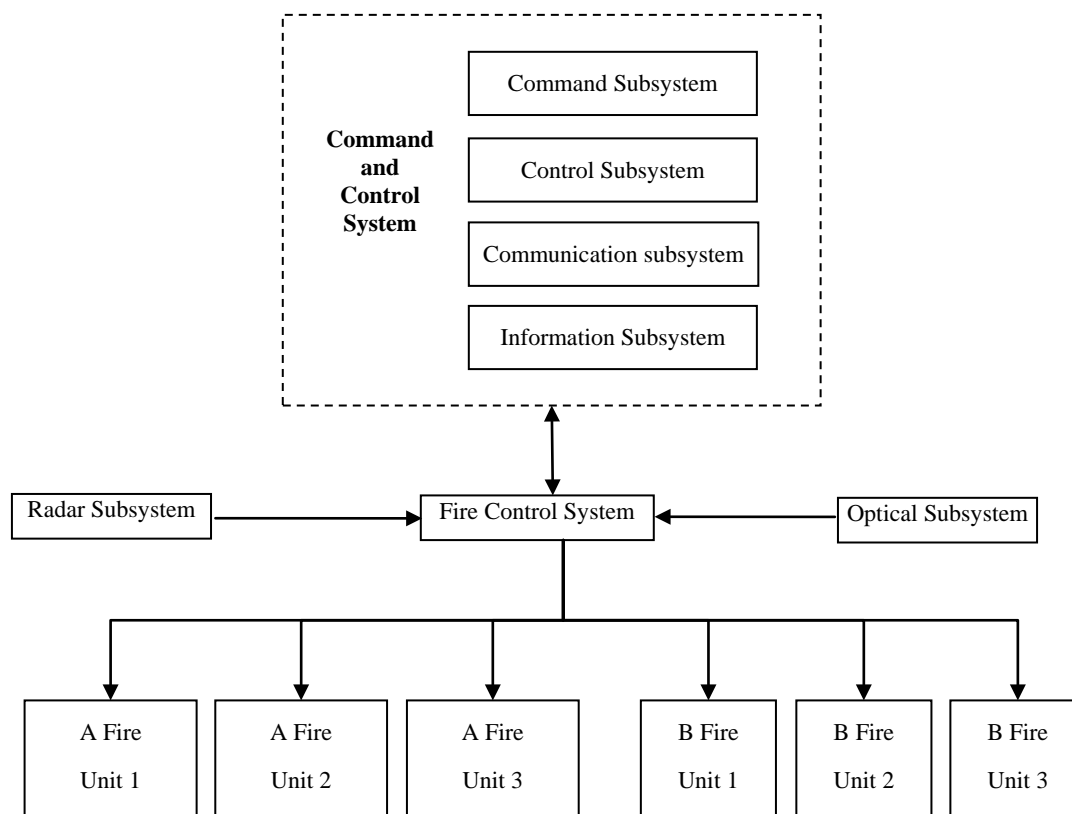 Command Subsystem
Command
and
Control
System
Control Subsystem
Communication subsystem
Information Subsystem
Radar Subsystem
Fire Control System
Optical Subsystem
A Fire
Unit 1
A Fire
Unit 2
A Fire
Unit 3
B Fire
Unit 1
B Fire
Unit 2
B Fire
Unit 3